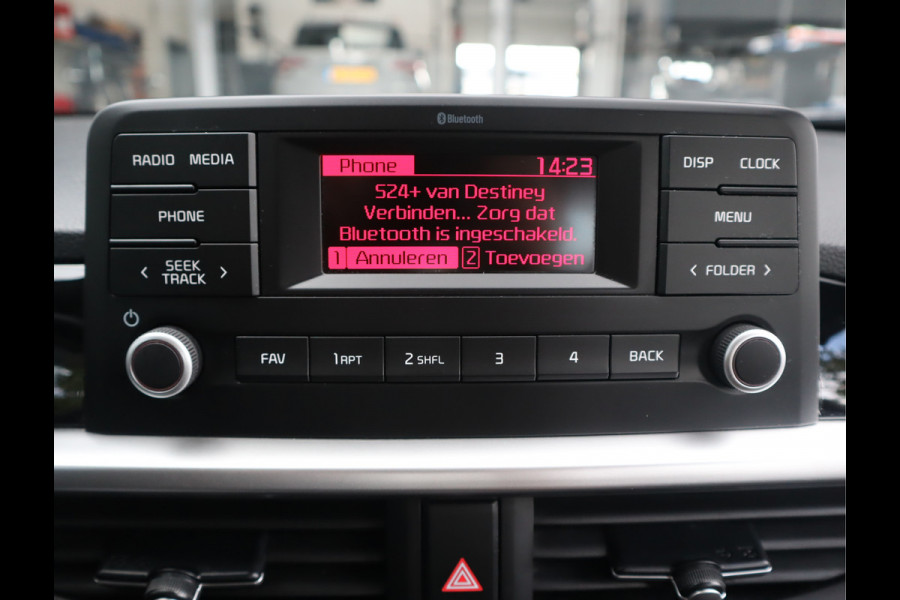 Bluetooth
RADIO MEDIA
PHONE
< SEEK TRACK >
Phone 14:23
S24+ van Destiney
Verbinden... Zorg dat
Bluetooth is ingeschakeld.
1 Annuleren 2 Toevoegen
DISP CLOCK
MENU
< FOLDER >
FAV 1 RPT 2 SHFL 3 4 BACK